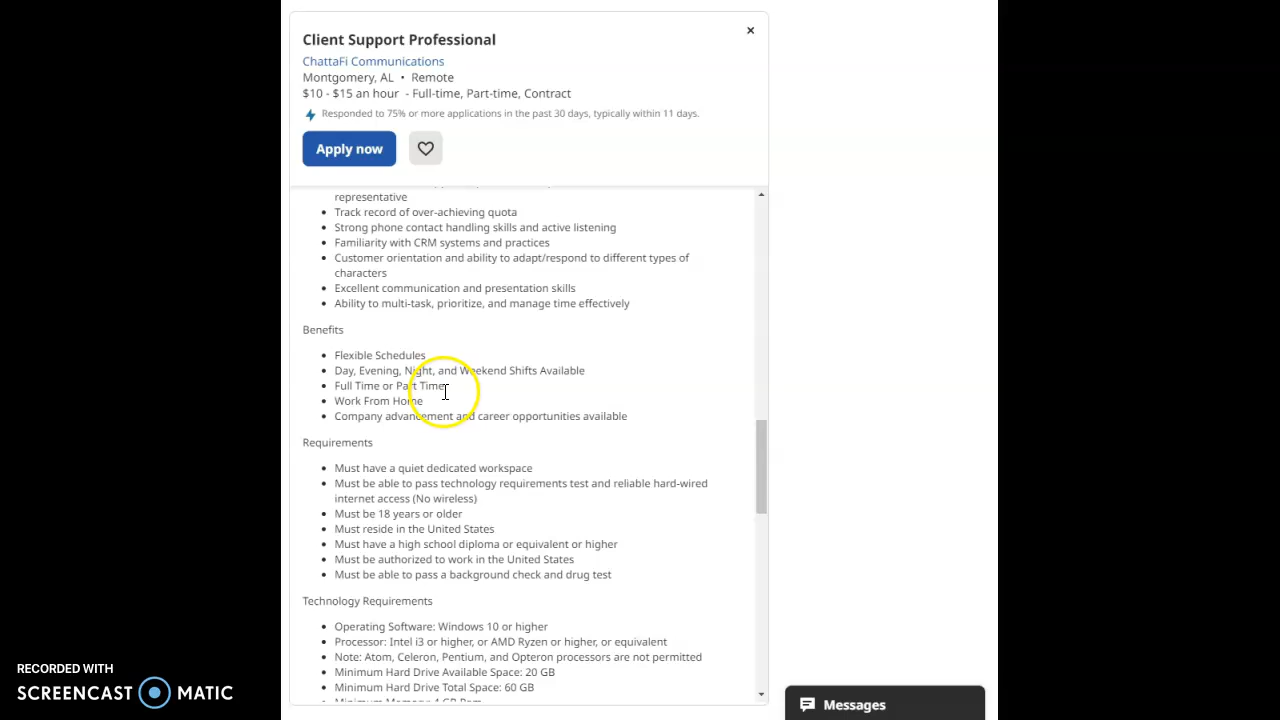 Client Support Professional
×
ChattaFi Communications
Montgomery, AL • Remote
$10 - $15 an hour - Full-time, Part-time, Contract
Responded to 75% or more applications in the past 30 days, typically within 11 days.
Apply now
representative
• Track record of over-achieving quota
• Strong phone contact handling skills and active listening
• Familiarity with CRM systems and practices
• Customer orientation and ability to adapt/respond to different types of
characters
• Excellent communication and presentation skills
• Ability to multi-task, prioritize, and manage time effectively
Benefits
• Flexible Schedules
• Day, Evening, Night, and Weekend Shifts Available
• Full Time or Part Time
• Work From Home
• Company advancement and career opportunities available
Requirements
• Must have a quiet dedicated workspace
• Must be able to pass technology requirements test and reliable hard-wired
internet access (No wireless)
• Must be 18 years or older
• Must reside in the United States
• Must have a high school diploma or equivalent or higher
• Must be authorized to work in the United States
• Must be able to pass a background check and drug test
Technology Requirements
• Operating Software: Windows 10 or higher
• Processor: Intel i3 or higher, or AMD Ryzen or higher, or equivalent
• Note: Atom, Celeron, Pentium, and Opteron processors are not permitted
• Minimum Hard Drive Available Space: 20 GB
• Minimum Hard Drive Total Space: 60 GB
• Minimum Memory: 4 GB Ram
RECORDED WITH
SCREENCAST MATIC
Messages